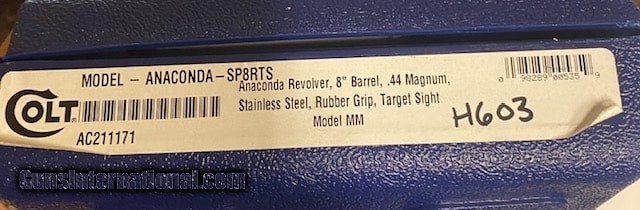 MODEL - ANACONDA-SP8RTS
Anaconda Revolver, 8" Barrel, .44 Magnum,
Stainless Steel, Rubber Grip, Target Sight
Model MM
COLT
AC211171
0 98289 00535 9
H603
GunsInternational.com